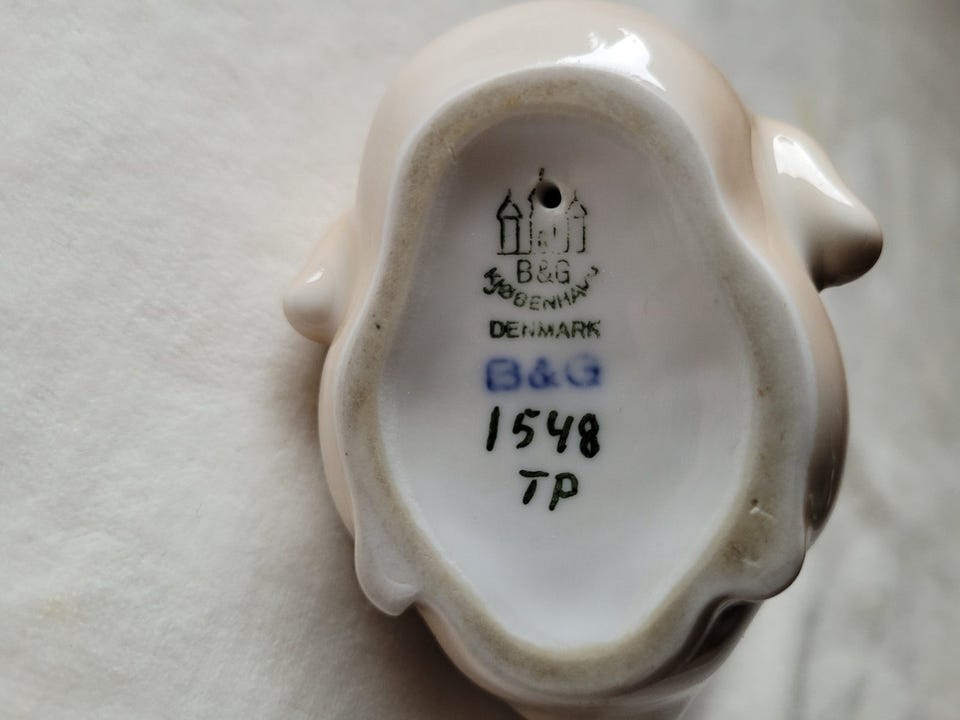 B&G
KJØBENHAVN
DENMARK
B&G
1548
TP